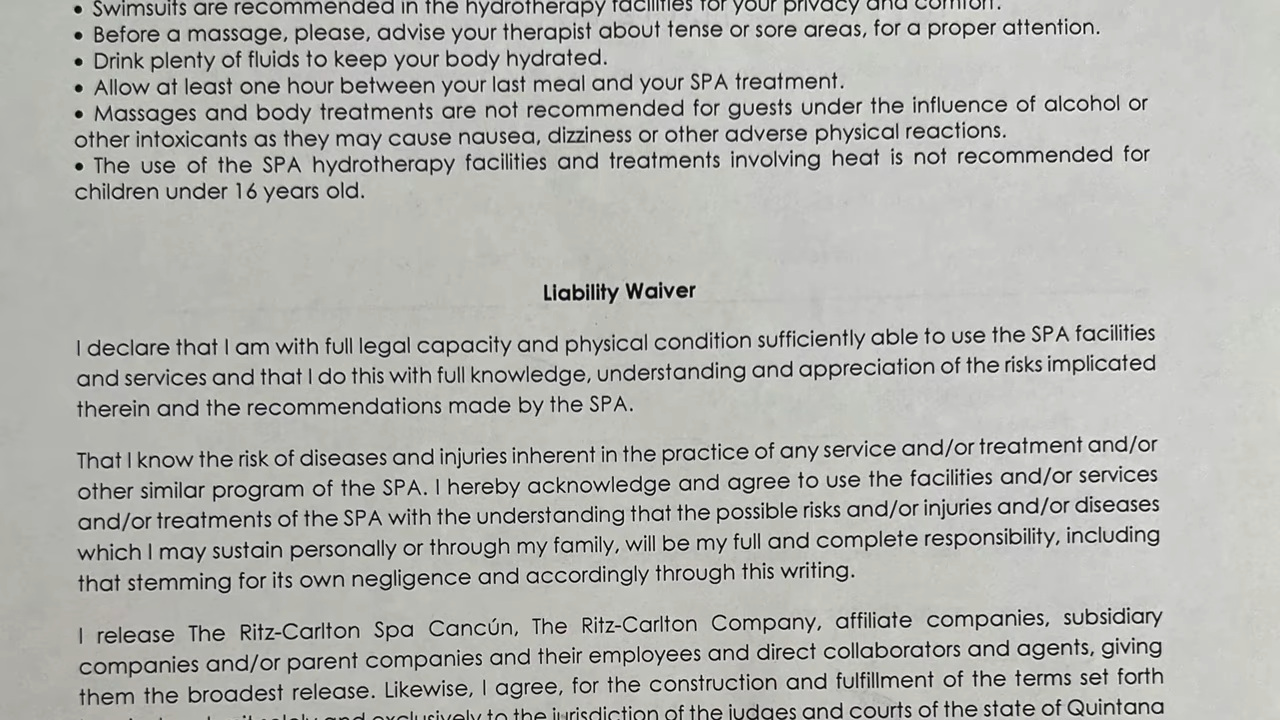 • Swimsuits are recommended in the hydrotherapy facilities for your privacy and comfort.
• Before a massage, please, advise your therapist about tense or sore areas, for a proper attention.
• Drink plenty of fluids to keep your body hydrated.
• Allow at least one hour between your last meal and your SPA treatment.
• Massages and body treatments are not recommended for guests under the influence of alcohol or
other intoxicants as they may cause nausea, dizziness or other adverse physical reactions.
• The use of the SPA hydrotherapy facilities and treatments involving heat is not recommended for
children under 16 years old.
Liability Waiver
I declare that I am with full legal capacity and physical condition sufficiently able to use the SPA facilities
and services and that I do this with full knowledge, understanding and appreciation of the risks implicated
therein and the recommendations made by the SPA.
That I know the risk of diseases and injuries inherent in the practice of any service and/or treatment and/or
other similar program of the SPA. I hereby acknowledge and agree to use the facilities and/or services
and/or treatments of the SPA with the understanding that the possible risks and/or injuries and/or diseases
which I may sustain personally or through my family, will be my full and complete responsibility, including
that stemming for its own negligence and accordingly through this writing.
I release The Ritz-Carlton Spa Cancún, The Ritz-Carlton Company, affiliate companies, subsidiary
companies and/or parent companies and their employees and direct collaborators and agents, giving
them the broadest release. Likewise, I agree, for the construction and fulfillment of the terms set forth
and exclusively to the jurisdiction of the judges and courts of the state of Quintana